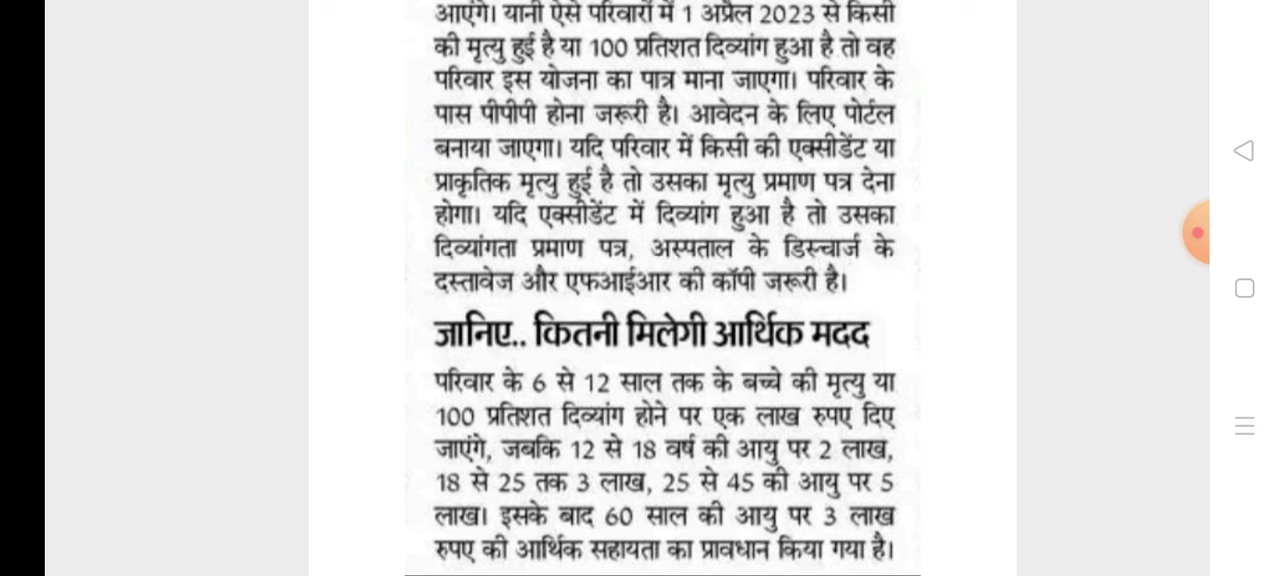 आएंगे। यानी ऐसे परिवारों में 1 अप्रैल 2023 से किसी
की मृत्यु हुई है या 100 प्रतिशत दिव्यांग हुआ है तो वह
परिवार इस योजना का पात्र माना जाएगा। परिवार के
पास पीपीपी होना जरूरी है। आवेदन के लिए पोर्टल
बनाया जाएगा। यदि परिवार में किसी की एक्सीडेंट या
प्राकृतिक मृत्यु हुई है तो उसका मृत्यु प्रमाण पत्र देना
होगा। यदि एक्सीडेंट में दिव्यांग हुआ है तो उसका
दिव्यांगता प्रमाण पत्र, अस्पताल के डिस्चार्ज के
दस्तावेज और एफआईआर की कॉपी जरूरी है।
जानिए.. कितनी मिलेगी आर्थिक मदद
परिवार के 6 से 12 साल तक के बच्चे की मृत्यु या
100 प्रतिशत दिव्यांग होने पर एक लाख रुपए दिए
जाएंगे, जबकि 12 से 18 वर्ष की आयु पर 2 लाख,
18 से 25 तक 3 लाख, 25 से 45 की आयु पर 5
लाख। इसके बाद 60 साल की आयु पर 3 लाख
रुपए की आर्थिक सहायता का प्रावधान किया गया है।